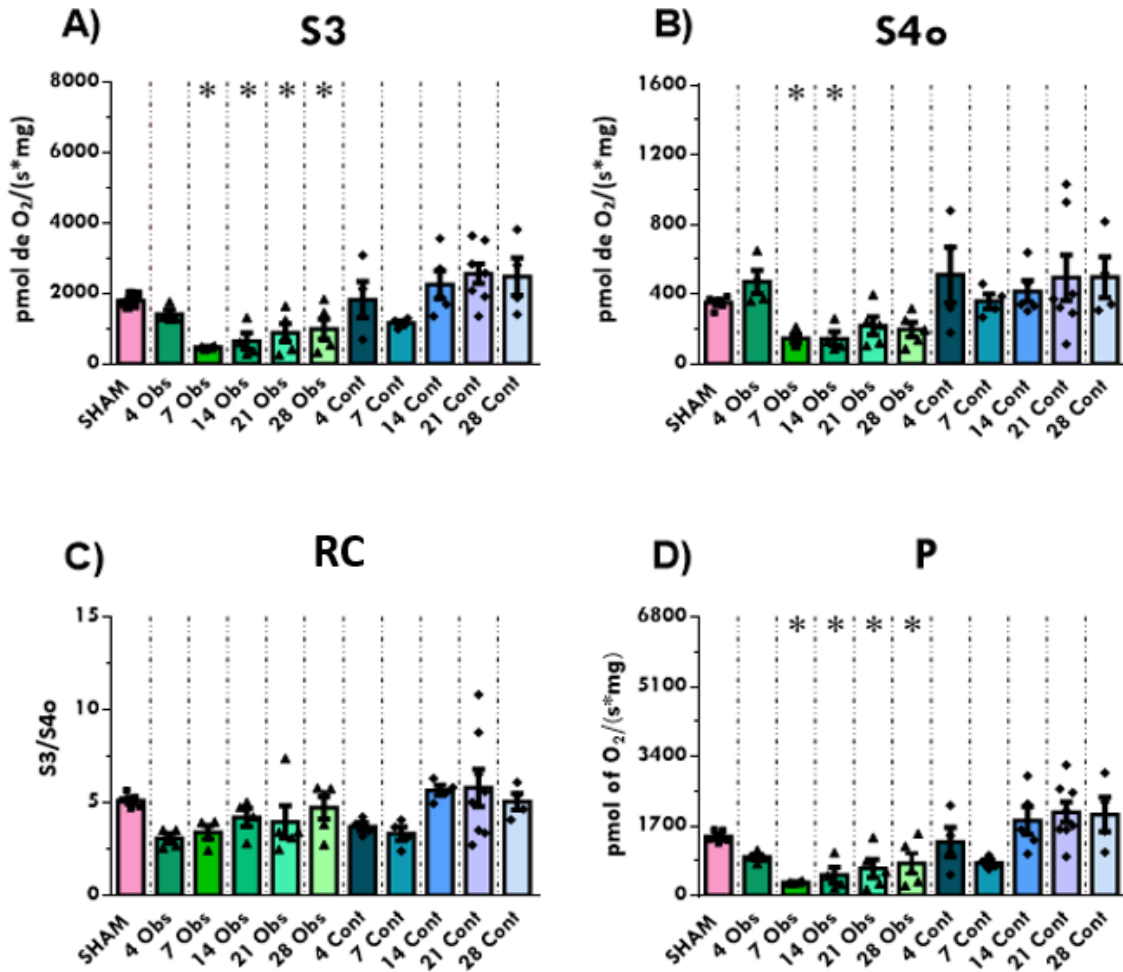 A) S3
8000
6000
4000
2000
0
pmol de O₂/(s*mg)
* * * *
SHAM
4 Obs
7 Obs
14 Obs
21 Obs
28 Obs
4 Cont
7 Cont
14 Cont
21 Cont
28 Cont
B) S4o
1600
1200
800
400
0
pmol de O₂/(s*mg)
* *
SHAM
4 Obs
7 Obs
14 Obs
21 Obs
28 Obs
4 Cont
7 Cont
14 Cont
21 Cont
28 Cont
C) RC
15
10
5
0
S3/S4o
SHAM
4 Obs
7 Obs
14 Obs
21 Obs
28 Obs
4 Cont
7 Cont
14 Cont
21 Cont
28 Cont
D) P
6800
5100
3400
1700
0
pmol of O₂/(s*mg)
* * * *
SHAM
4 Obs
7 Obs
14 Obs
21 Obs
28 Obs
4 Cont
7 Cont
14 Cont
21 Cont
28 Cont